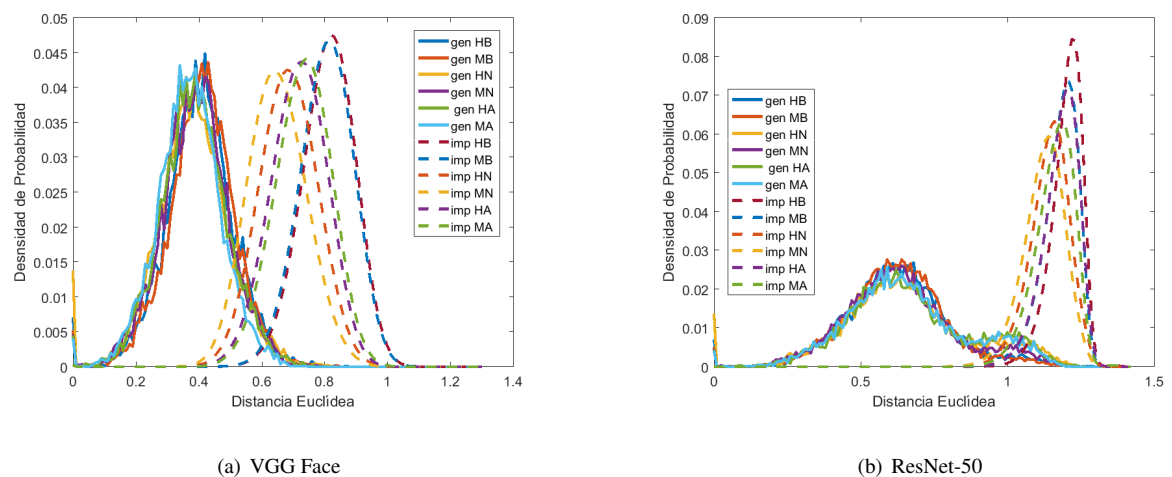 0.05
0.045
0.04
0.035
0.03
0.025
0.02
0.015
0.01
0.005
0
Desnsidad de Probabilidad
0 0.2 0.4 0.6 0.8 1 1.2 1.4
Distancia Euclídea
gen HB
gen MB
gen HN
gen MN
gen HA
gen MA
imp HB
imp MB
imp HN
imp MN
imp HA
imp MA
(a) VGG Face
0.09
0.08
0.07
0.06
0.05
0.04
0.03
0.02
0.01
0
Desnsidad de Probabilidad
0 0.5 1 1.5
Distancia Euclídea
gen HB
gen MB
gen HN
gen MN
gen HA
gen MA
imp HB
imp MB
imp HN
imp MN
imp HA
imp MA
(b) ResNet-50